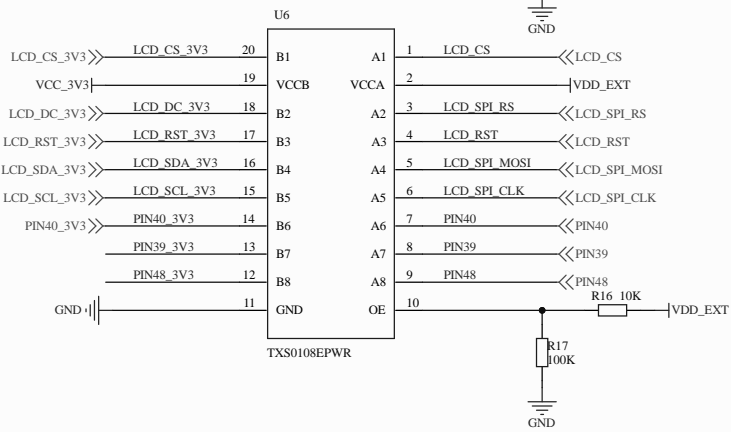 GND
U6
LCD_CS_3V3 LCD_CS_3V3 20 B1 A1 1 LCD_CS LCD_CS
VCC_3V3 19 VCCB VCCA 2 VDD_EXT
LCD_DC_3V3 LCD_DC_3V3 18 B2 A2 3 LCD_SPI_RS LCD_SPI_RS
LCD_RST_3V3 LCD_RST_3V3 17 B3 A3 4 LCD_RST LCD_RST
LCD_SDA_3V3 LCD_SDA_3V3 16 B4 A4 5 LCD_SPI_MOSI LCD_SPI_MOSI
LCD_SCL_3V3 LCD_SCL_3V3 15 B5 A5 6 LCD_SPI_CLK LCD_SPI_CLK
PIN40_3V3 PIN40_3V3 14 B6 A6 7 PIN40 PIN40
PIN39_3V3 13 B7 A7 8 PIN39 PIN39
PIN48_3V3 12 B8 A8 9 PIN48 PIN48
R16 10K
GND 11 GND OE 10 VDD_EXT
TXS0108EPWR
R17
100K
GND